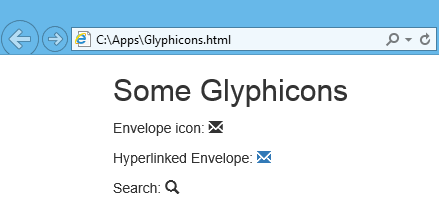 C:\Apps\Glyphicons.html
Some Glyphicons
Envelope icon:
Hyperlinked Envelope:
Search: